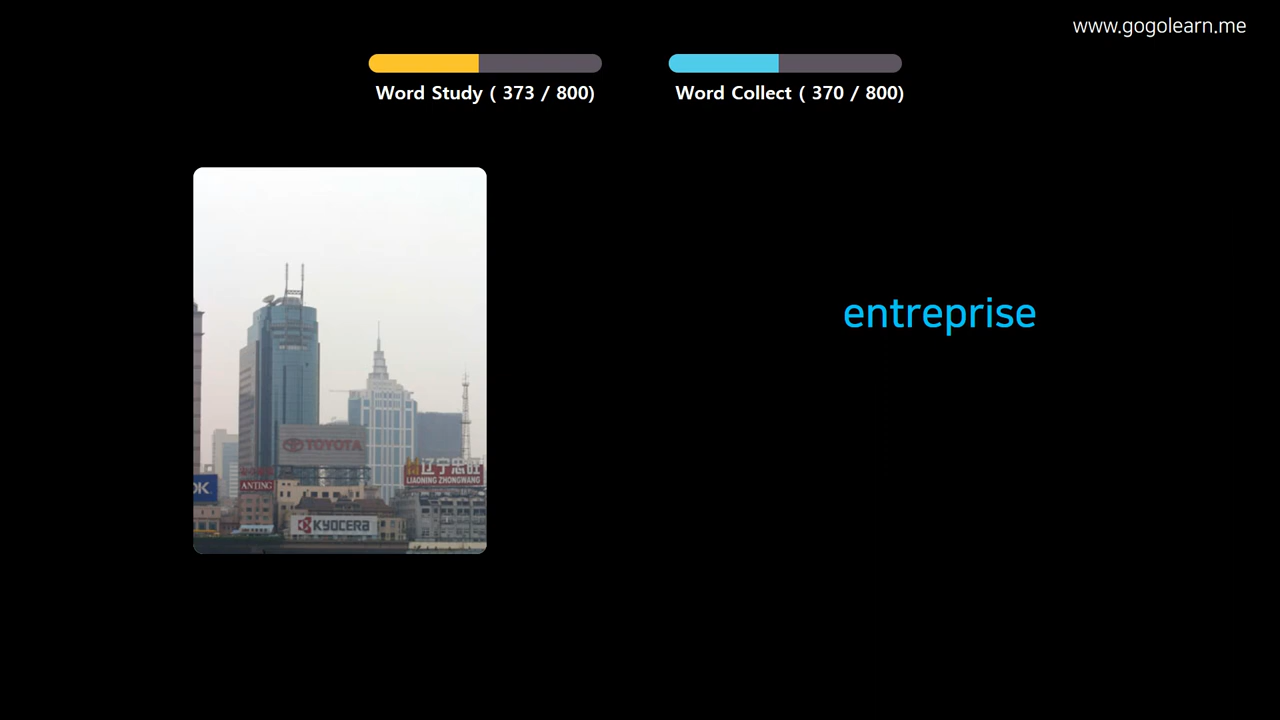 www.gogolearn.me
Word Study ( 373 / 800)
Word Collect ( 370 / 800)
entreprise
TOYOTA
辽宁忠旺
LIAONING ZHONGWANG
OK.
ANTING
KYOCERA